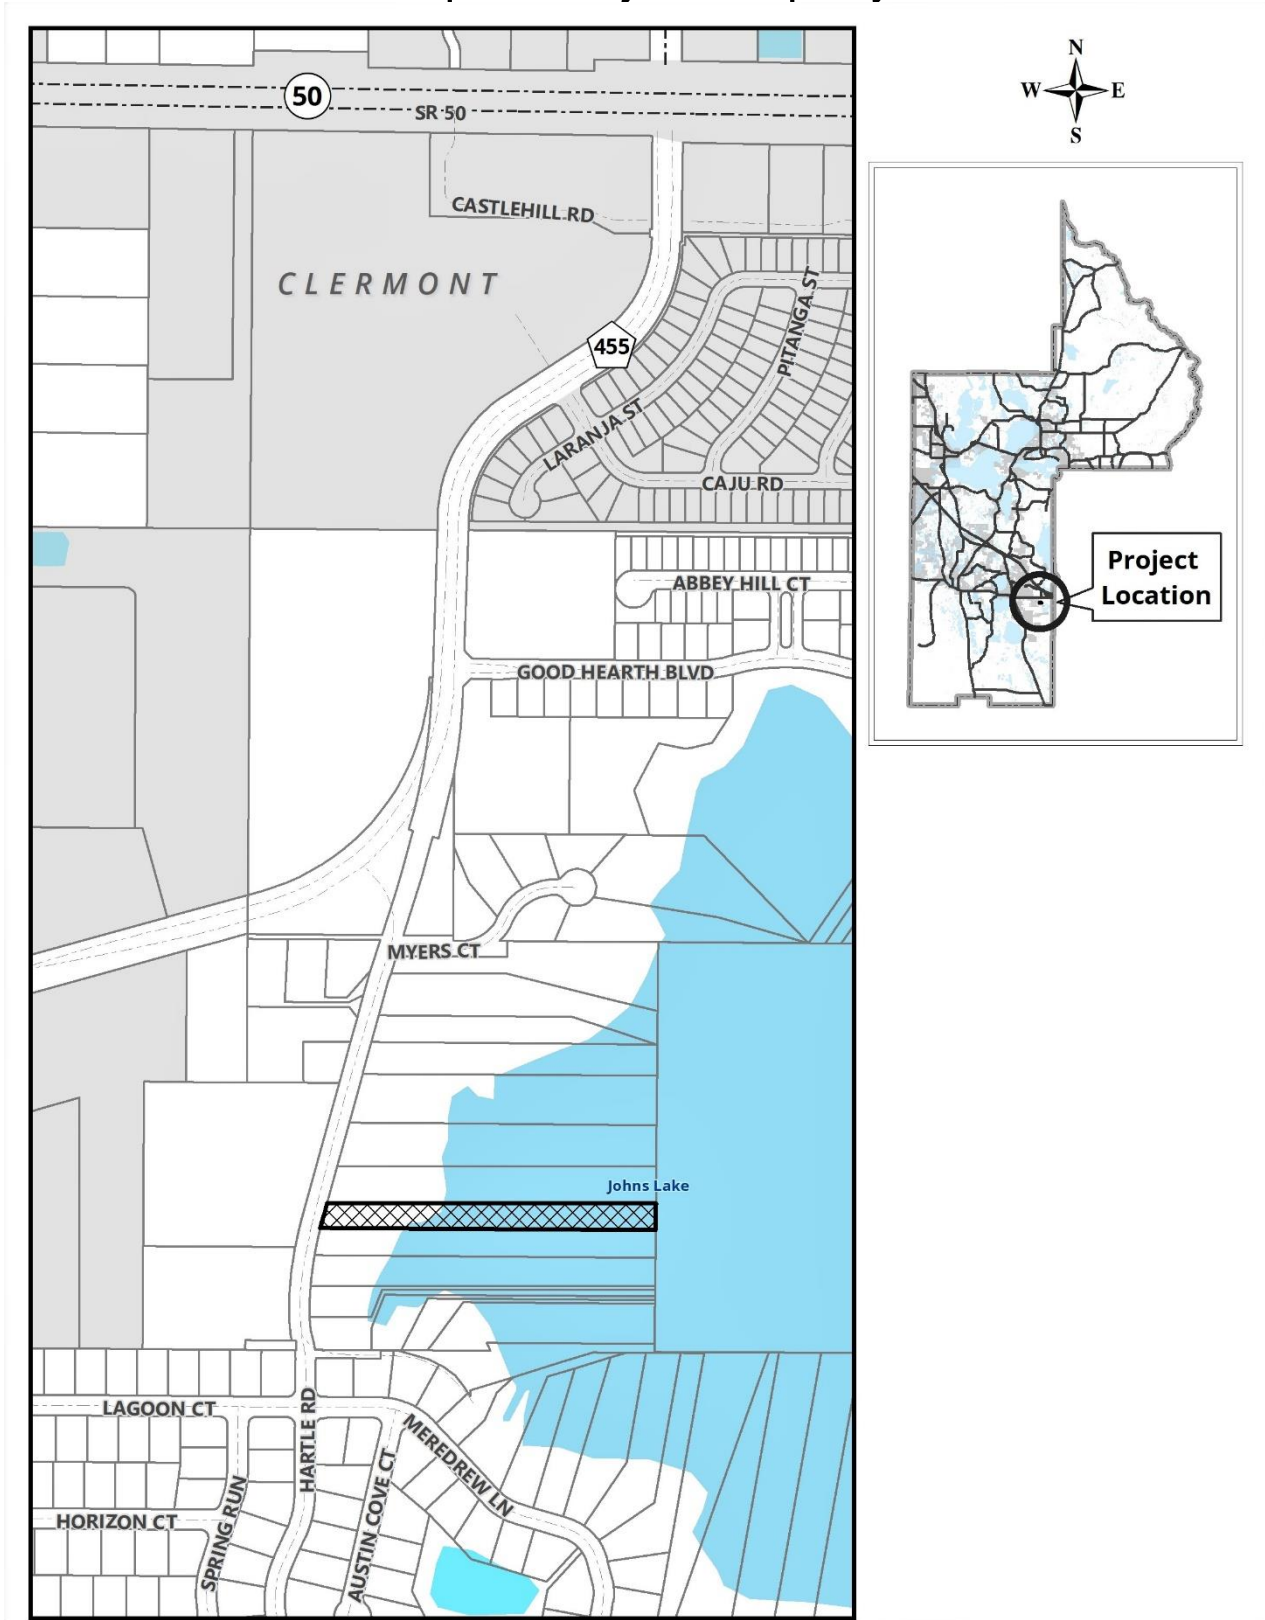 N
W E
S
50
SR 50
CASTLEHILL RD
CLERMONT
455
PITANGA ST
LARANJA ST
CAJU RD
ABBEY HILL CT
GOOD HEARTH BLVD
Project
Location
MYERS CT
Johns Lake
LAGOON CT
HARTLE RD
MEREDREW LN
AUSTIN COVE CT
SPRING RUN
HORIZON CT